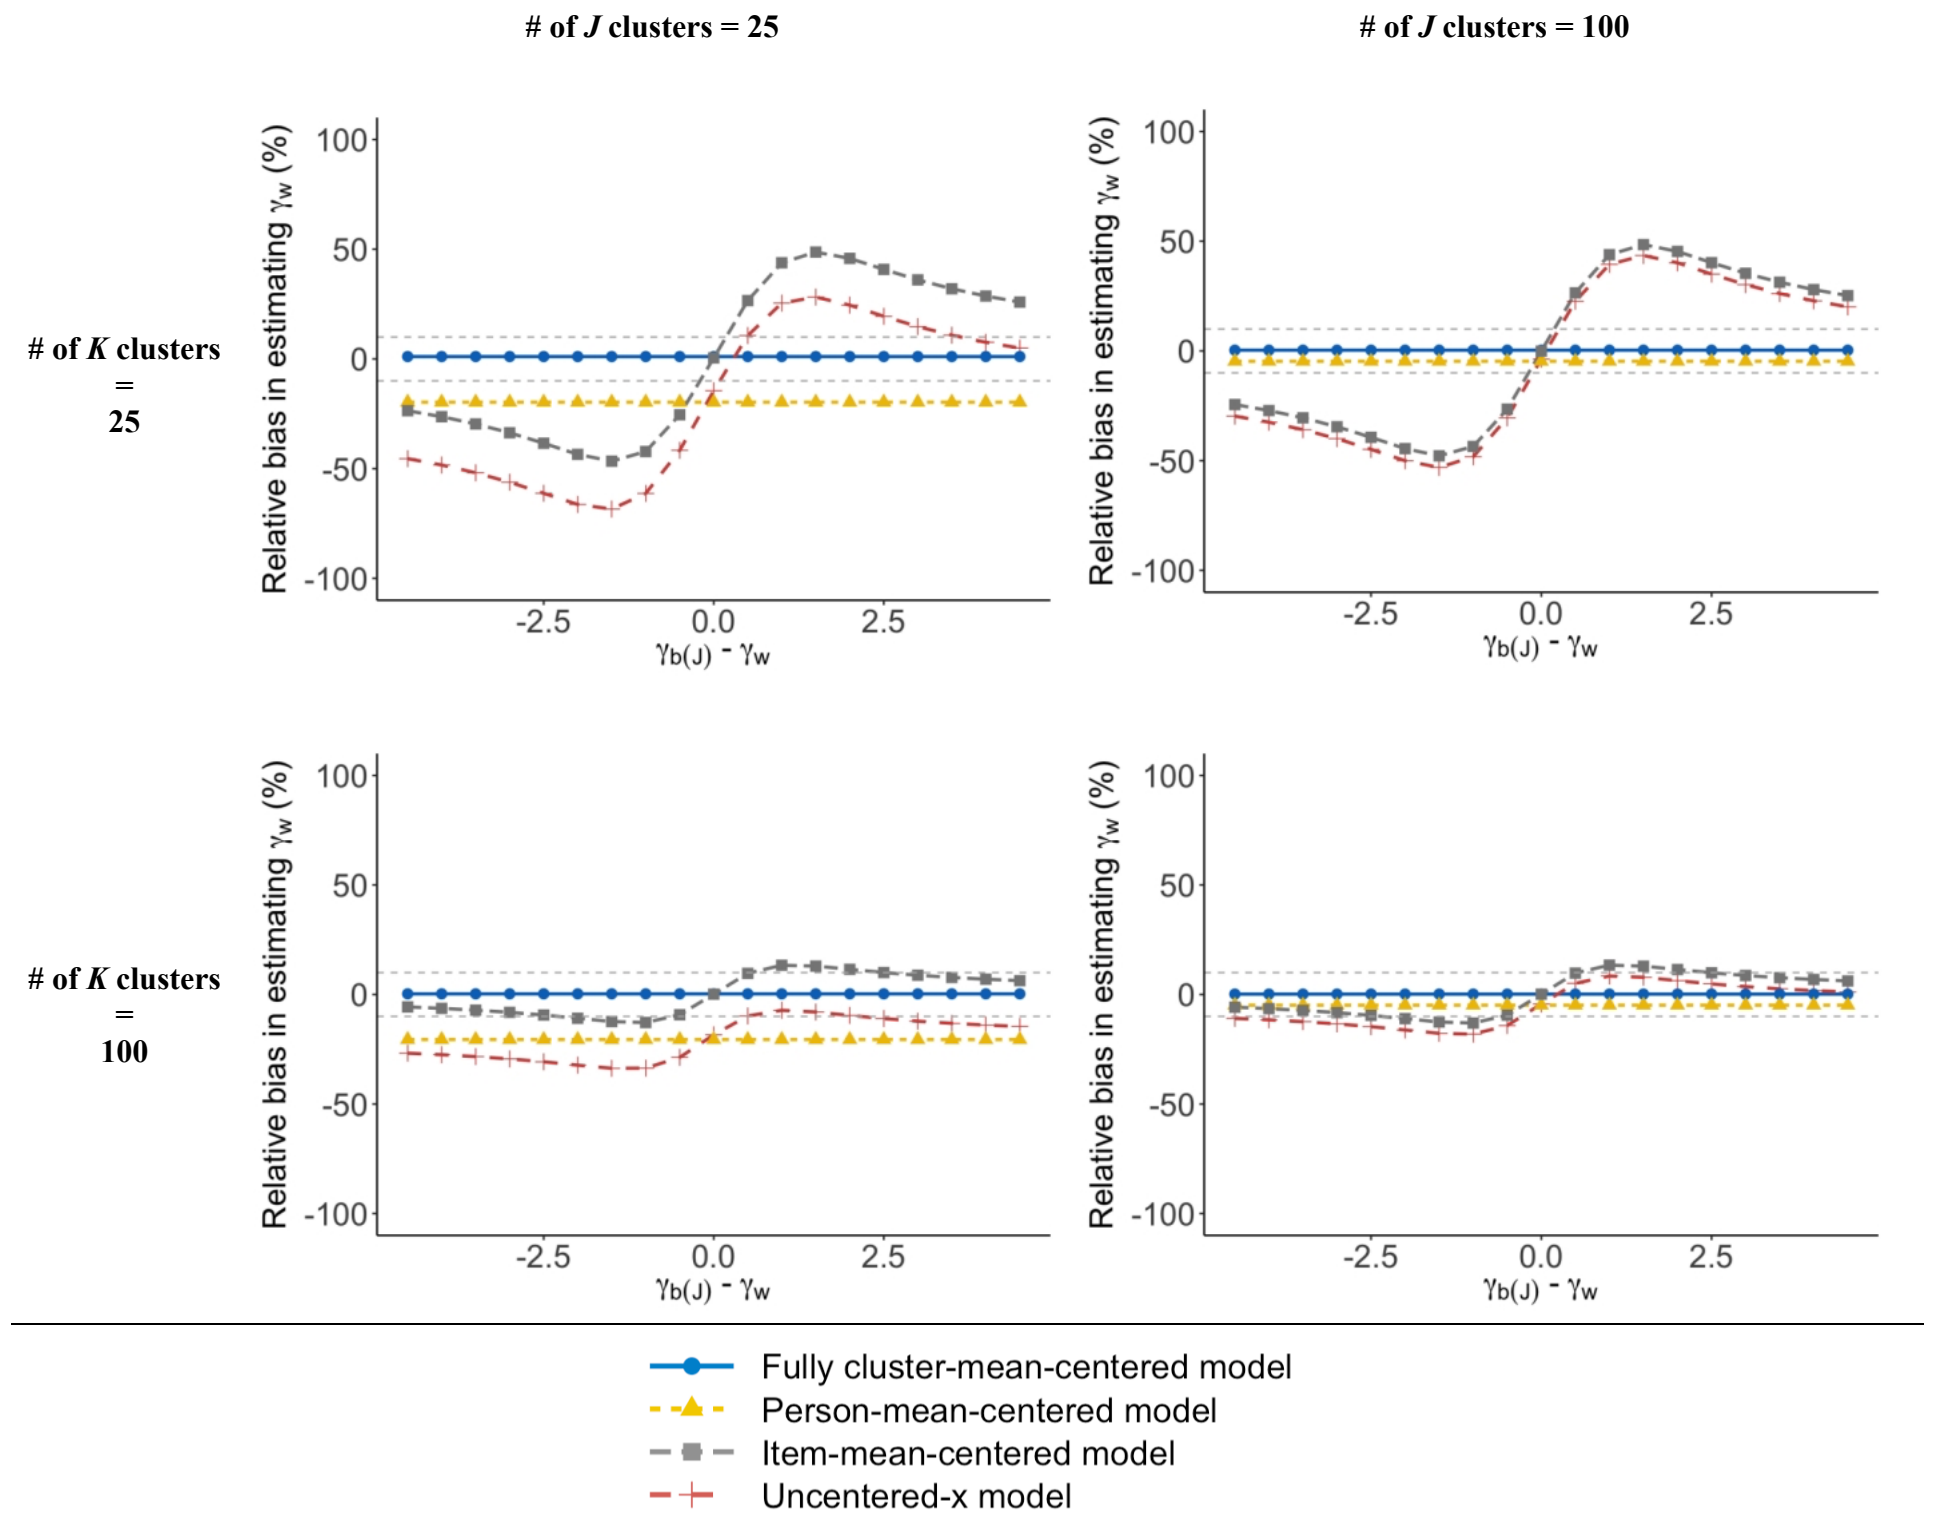 # of J clusters = 25
# of J clusters = 100
# of K clusters
=
25
Relative bias in estimating γw (%)
100
50
0
-50
-100
-2.5
0.0
2.5
γb(J) - γw
Relative bias in estimating γw (%)
100
50
0
-50
-100
-2.5
0.0
2.5
γb(J) - γw
# of K clusters
=
100
Relative bias in estimating γw (%)
100
50
0
-50
-100
-2.5
0.0
2.5
γb(J) - γw
Relative bias in estimating γw (%)
100
50
0
-50
-100
-2.5
0.0
2.5
γb(J) - γw
Fully cluster-mean-centered model
Person-mean-centered model
Item-mean-centered model
Uncentered-x model